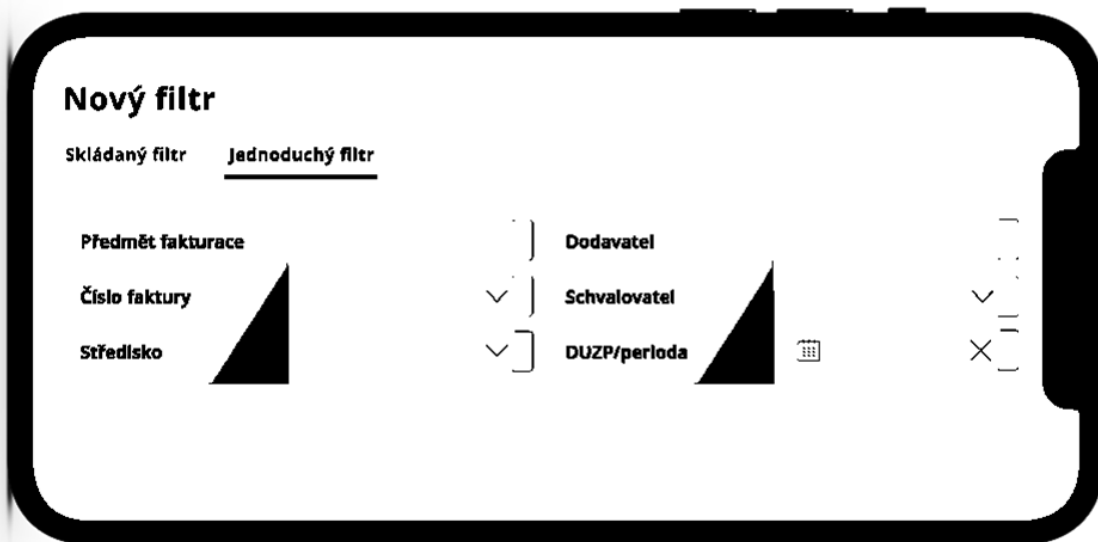 Nový filtr
Skládaný filtr Jednoduchý filtr
Předmět fakturace Dodavatel
Číslo faktury Schvalovatel
Středisko DUZP/perioda